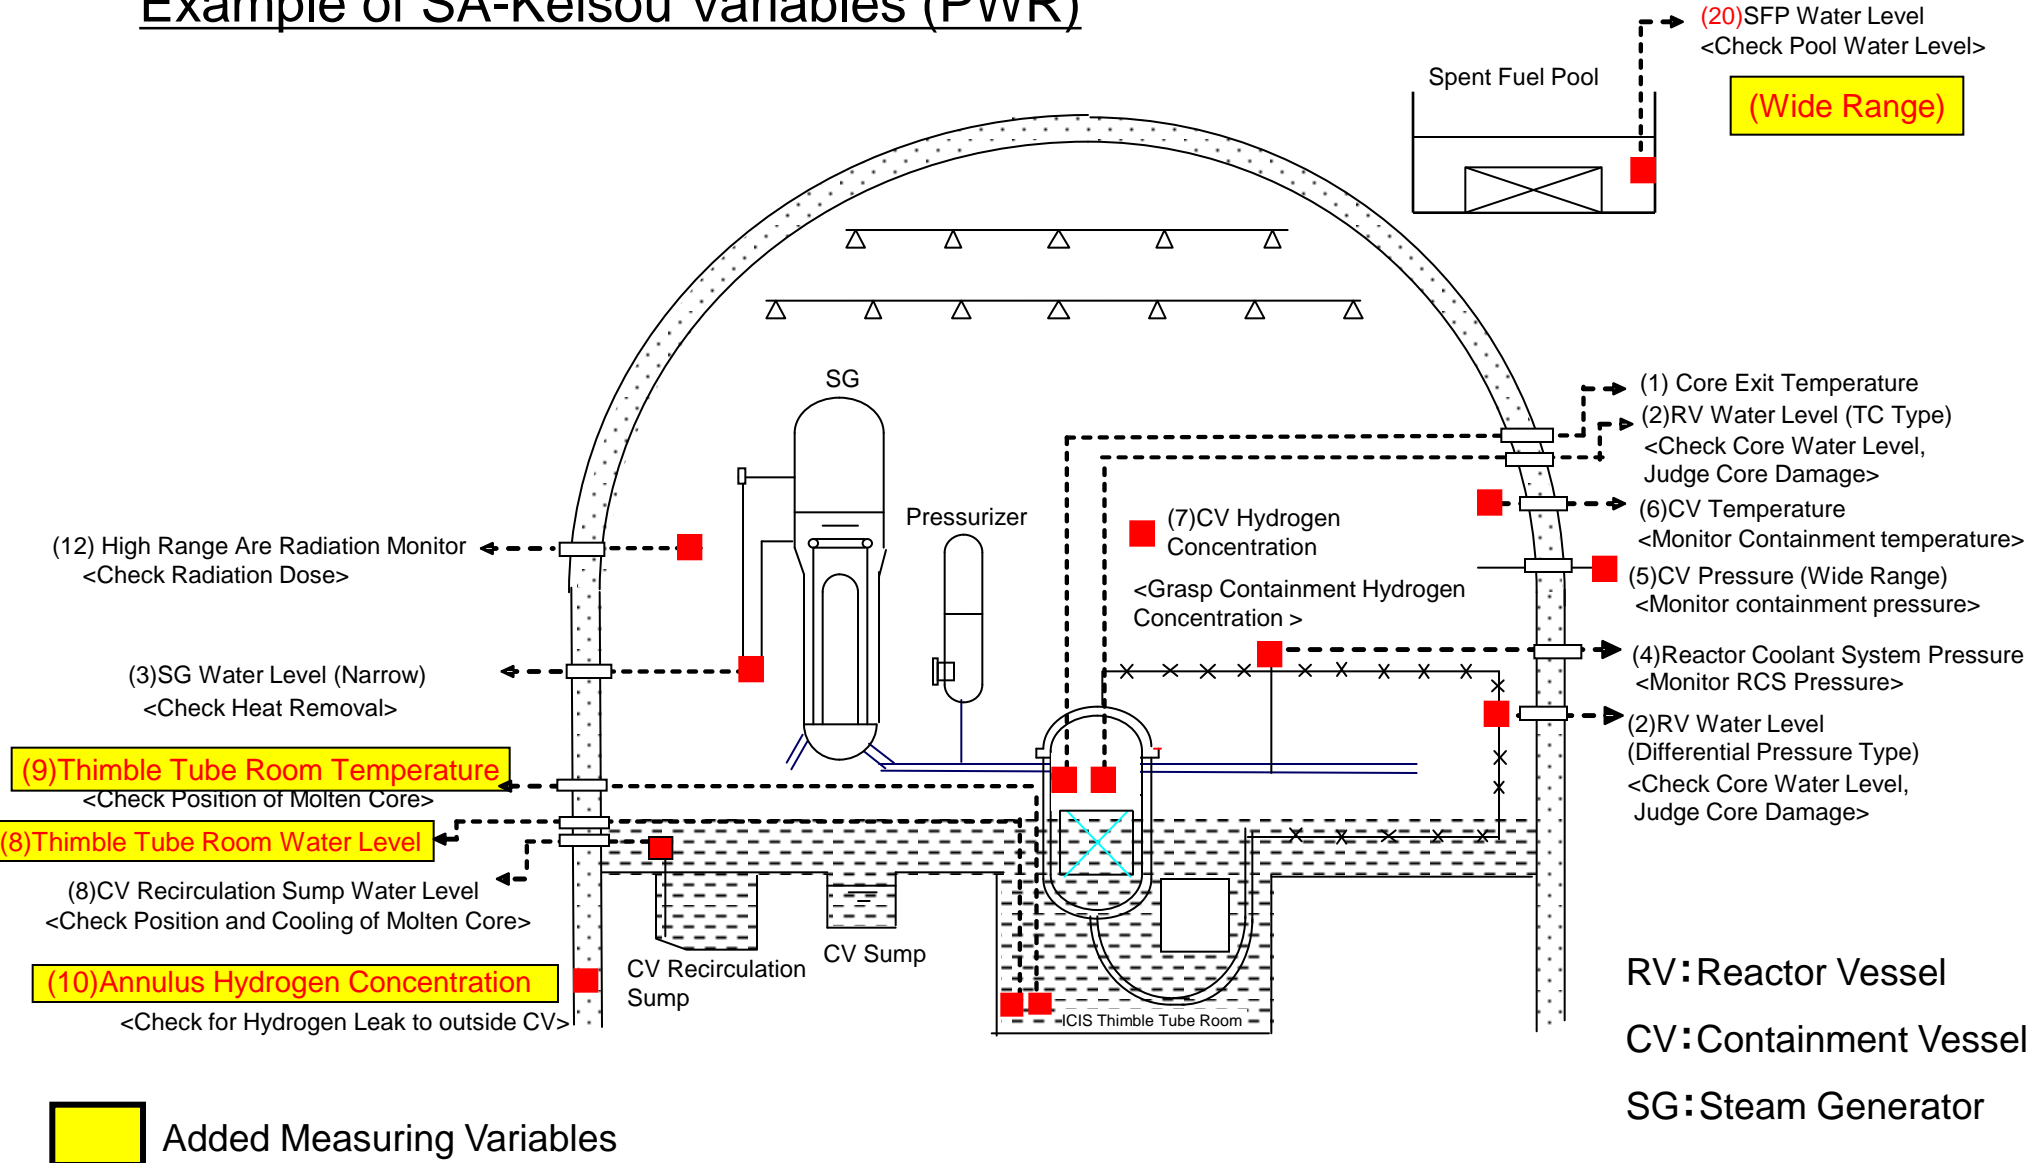 Example of SA-Keisou Variables (PWR)
(20)SFP Water Level
<Check Pool Water Level>
Spent Fuel Pool
(Wide Range)
SG
(1) Core Exit Temperature
(2)RV Water Level (TC Type)
<Check Core Water Level,
Judge Core Damage>
Pressurizer
(7)CV Hydrogen
Concentration
<Grasp Containment Hydrogen
Concentration >
(6)CV Temperature
<Monitor Containment temperature>
(5)CV Pressure (Wide Range)
<Monitor containment pressure>
(12) High Range Are Radiation Monitor
<Check Radiation Dose>
(4)Reactor Coolant System Pressure
<Monitor RCS Pressure>
(3)SG Water Level (Narrow)
<Check Heat Removal>
(2)RV Water Level
(Differential Pressure Type)
<Check Core Water Level,
Judge Core Damage>
(9)Thimble Tube Room Temperature
<Check Position of Molten Core>
(8)Thimble Tube Room Water Level
(8)CV Recirculation Sump Water Level
<Check Position and Cooling of Molten Core>
CV Recirculation
Sump
CV Sump
(10)Annulus Hydrogen Concentration
<Check for Hydrogen Leak to outside CV>
ICIS Thimble Tube Room
RV:Reactor Vessel
CV:Containment Vessel
SG:Steam Generator
Added Measuring Variables